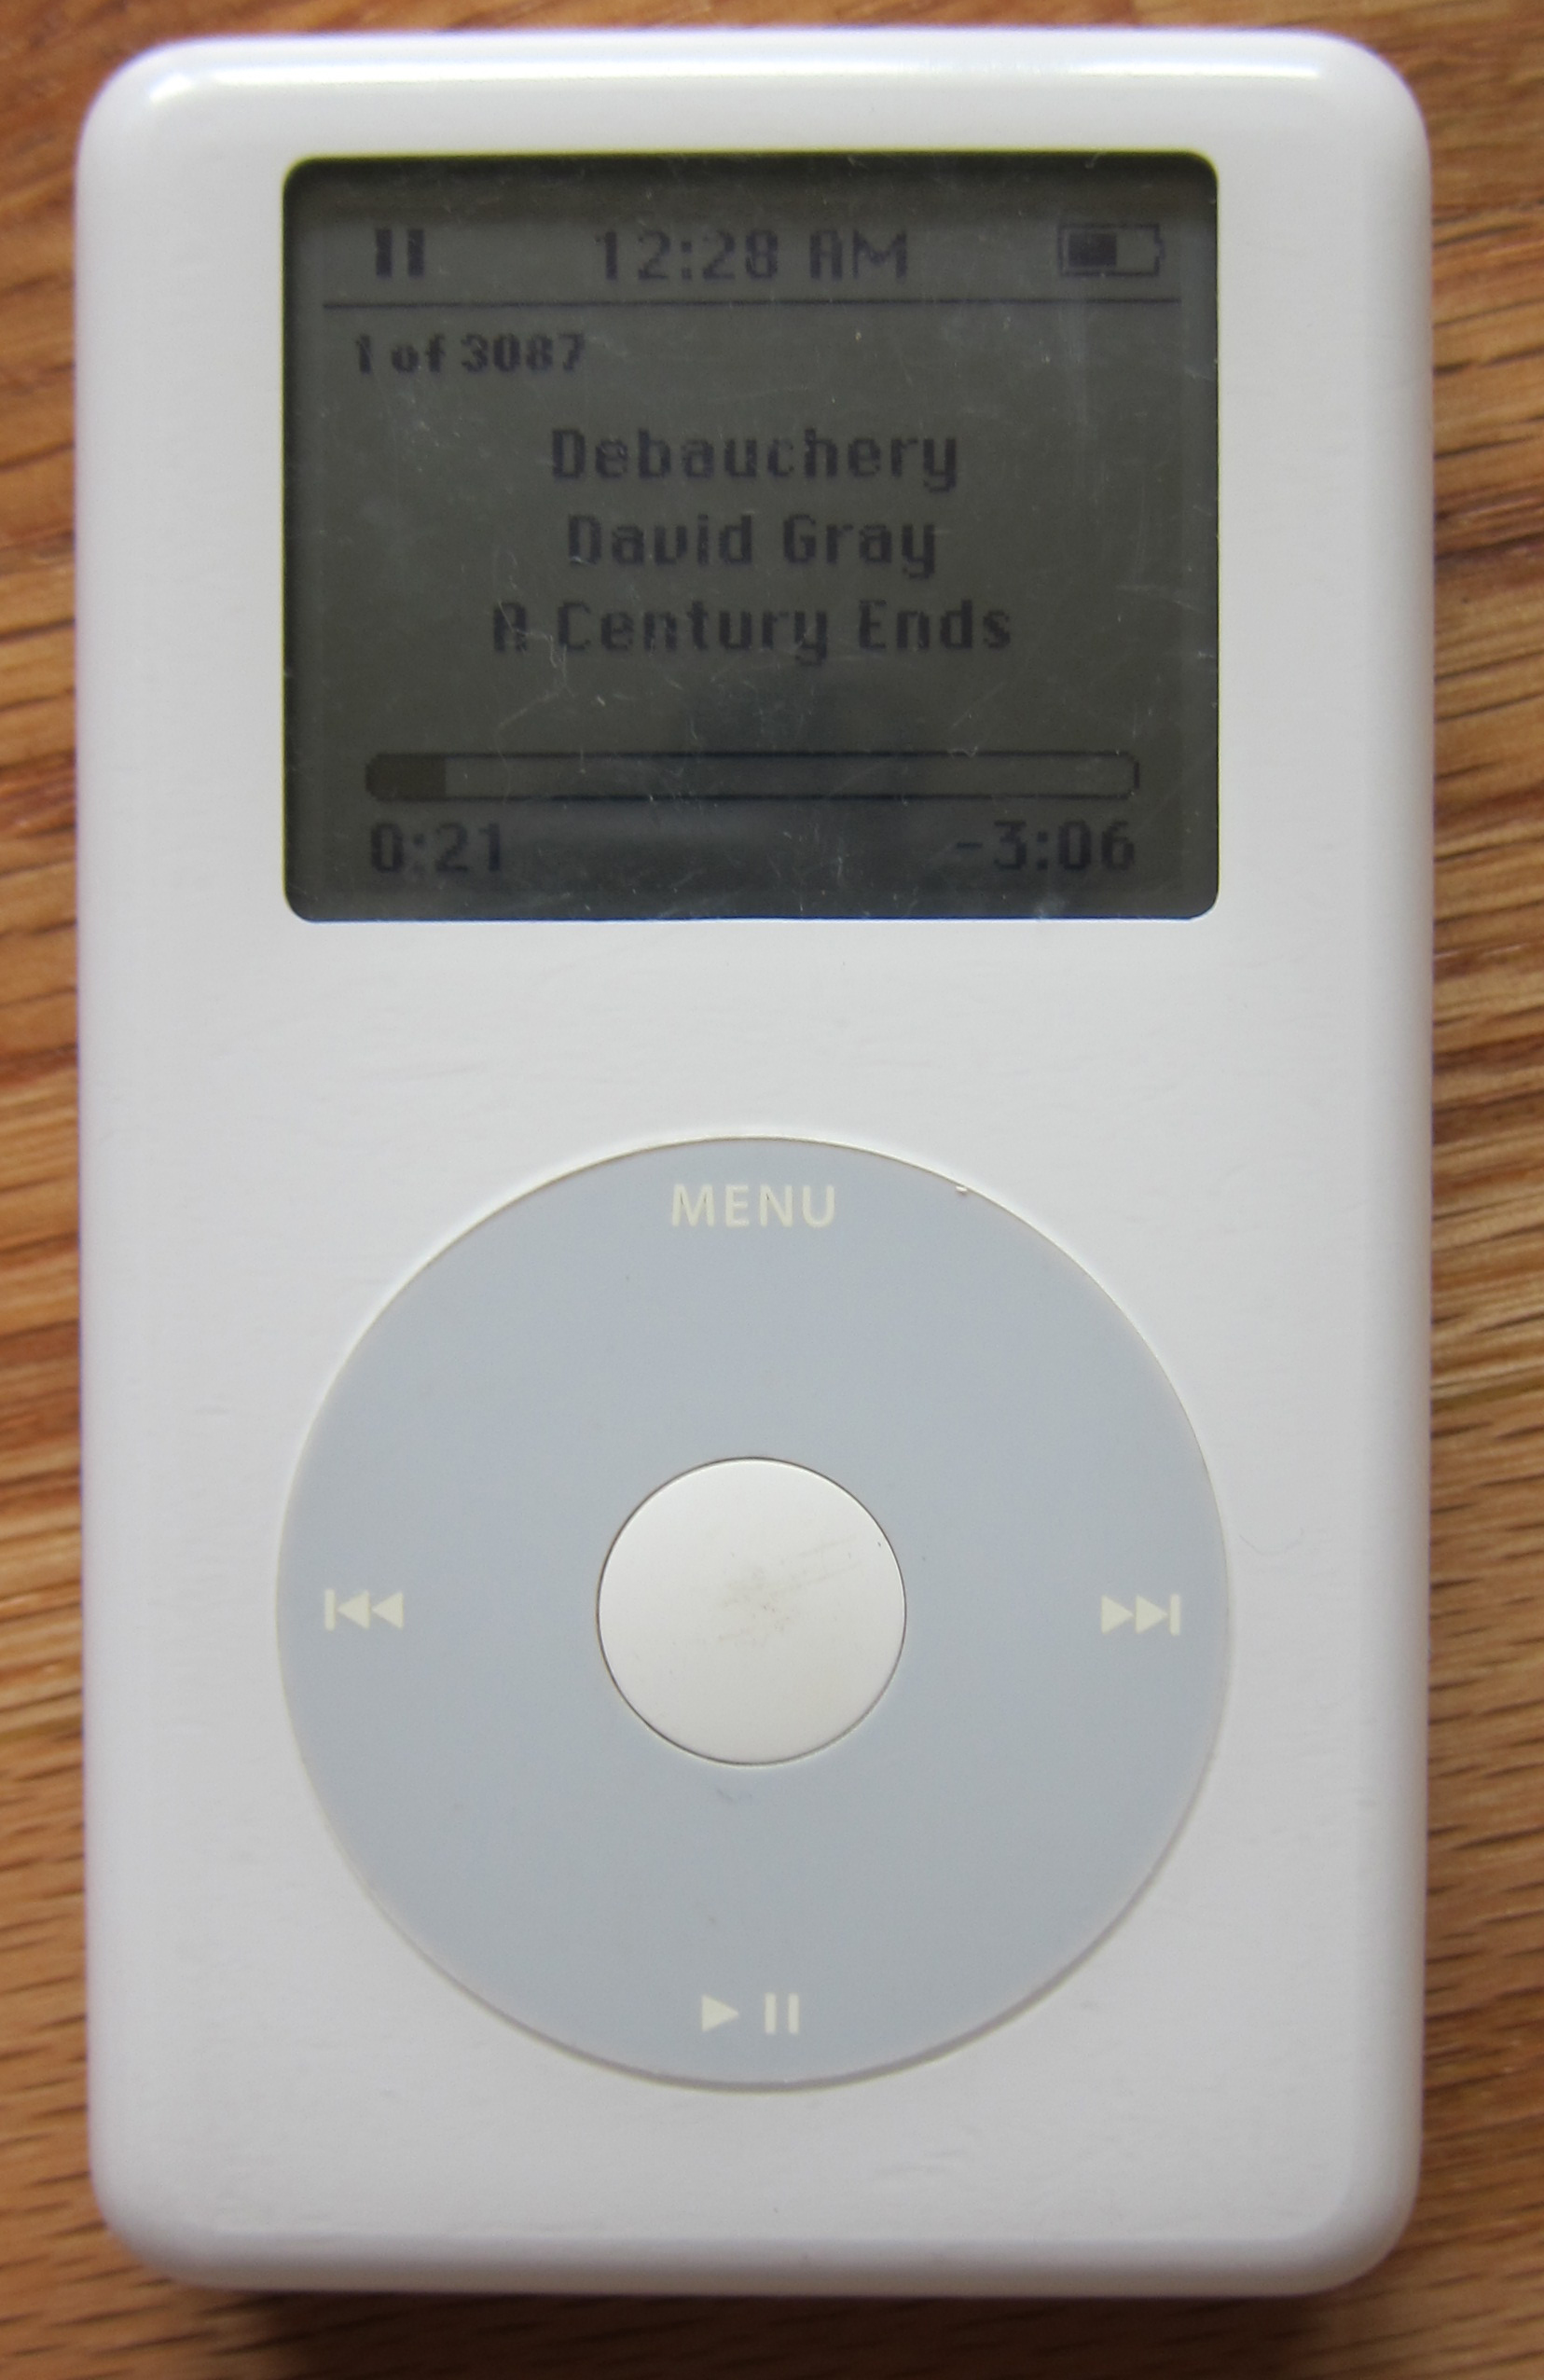 12:28 AM
1 of 3087
Debauchery
David Gray
A Century Ends
0:21 -3:06
MENU